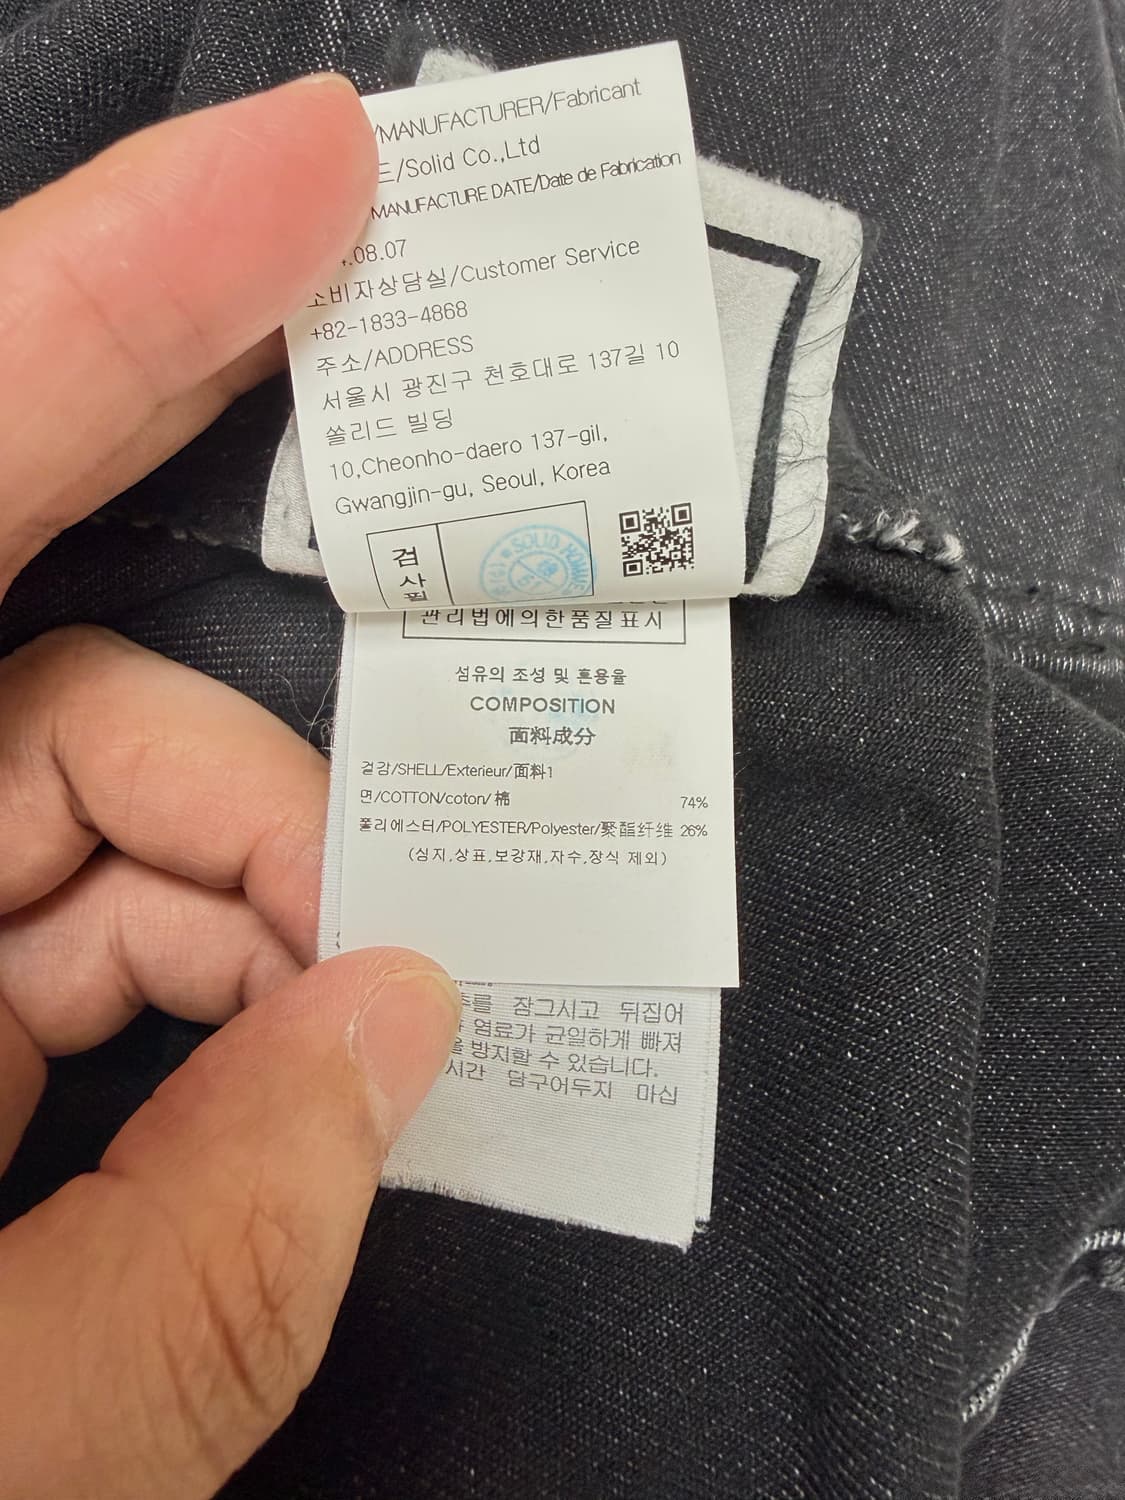 /MANUFACTURER/Fabricant
드/Solid Co.,Ltd
MANUFACTURE DATE/Date de Fabrication
.08.07
소비자상담실/Customer Service
+82-1833-4868
주소/ADDRESS
서울시 광진구 천호대로 137길 10
쏠리드 빌딩
10,Cheonho-daero 137-gil,
Gwangjin-gu, Seoul, Korea
검사필
SOLID HOMME
관리법에의한품질표시
섬유의 조성 및 혼용율
COMPOSITION
面料成分
겉감/SHELL/Exterieur/面料1
면/COTTON/coton/棉 74%
폴리에스터/POLYESTER/Polyester/聚酯纤维 26%
(심지,상표,보강재,자수,장식 제외)
를 잠그시고 뒤집어
염료가 균일하게 빠져
을 방지할 수 있습니다.
시간 담구어두지 마십